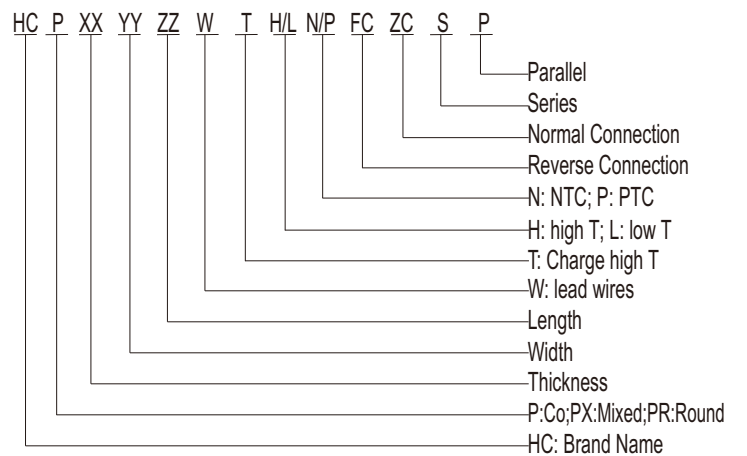 HC P XX YY ZZ W T H/L N/P FC ZC S P
Parallel
Series
Normal Connection
Reverse Connection
N: NTC; P: PTC
H: high T; L: low T
T: Charge high T
W: lead wires
Length
Width
Thickness
P:Co;PX:Mixed;PR:Round
HC: Brand Name